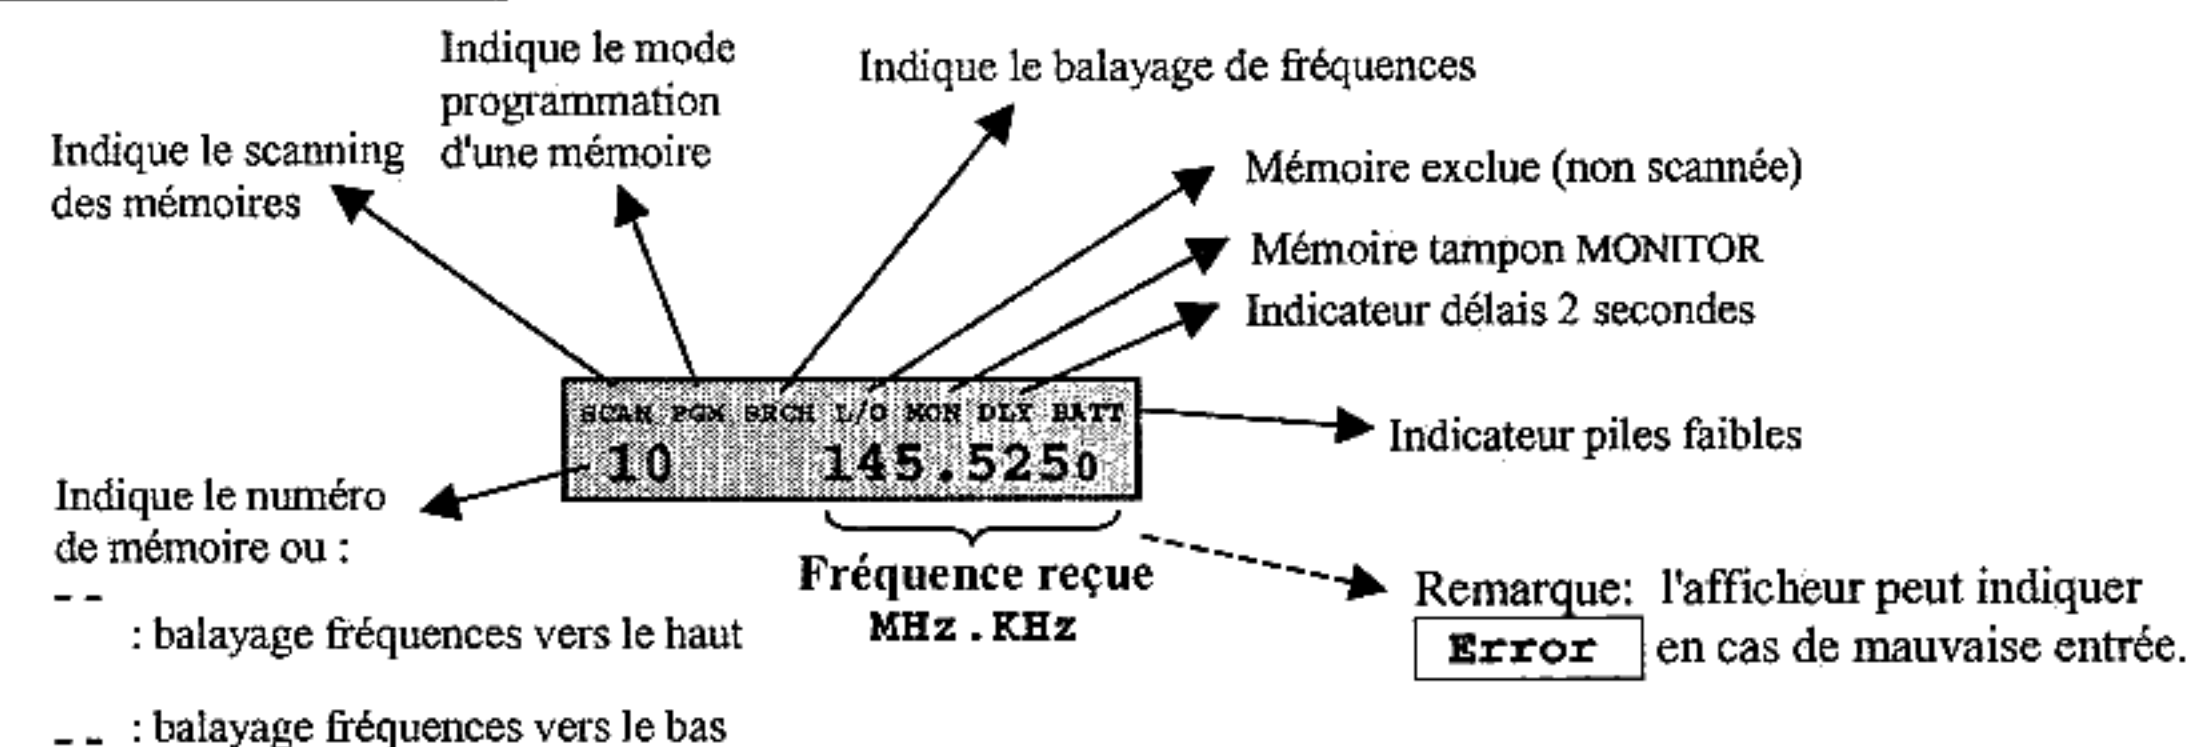 Indique le mode
programmation
d'une mémoire
Indique le balayage de fréquences
Indique le scanning
des mémoires
Mémoire exclue (non scannée)
Mémoire tampon MONITOR
Indicateur délais 2 secondes
SCAN PGM SRCH L/O MON DLY BATT
10 145.5250
Indicateur piles faibles
Indique le numéro
de mémoire ou :
--
: balayage fréquences vers le haut
-- : balayage fréquences vers le bas
Fréquence reçue
MHz.KHz
Remarque: l'afficheur peut indiquer
Error en cas de mauvaise entrée.